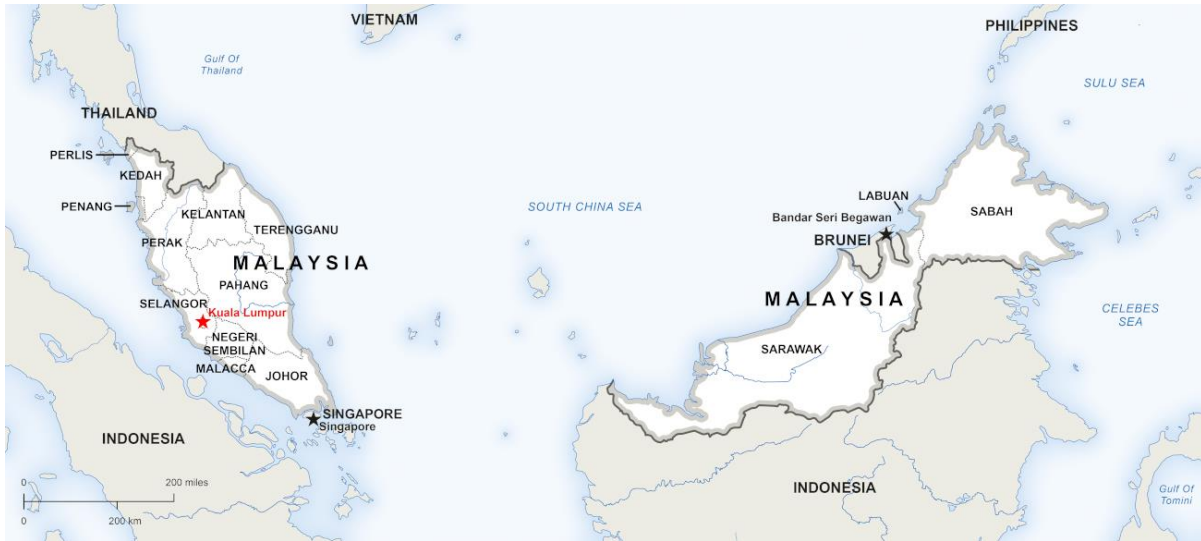 VIETNAM
PHILIPPINES
Gulf Of
Thailand
SULU SEA
THAILAND
PERLIS
KEDAH
PENANG
KELANTAN
TERENGGANU
PERAK
MALAYSIA
PAHANG
SELANGOR
Kuala Lumpur
NEGERI
SEMBILAN
MALACCA
JOHOR
SINGAPORE
Singapore
INDONESIA
0
200 miles
0
200 km
SOUTH CHINA SEA
LABUAN
Bandar Seri Begawan
BRUNEI
SABAH
MALAYSIA
SARAWAK
CELEBES
SEA
INDONESIA
Gulf Of
Tomini